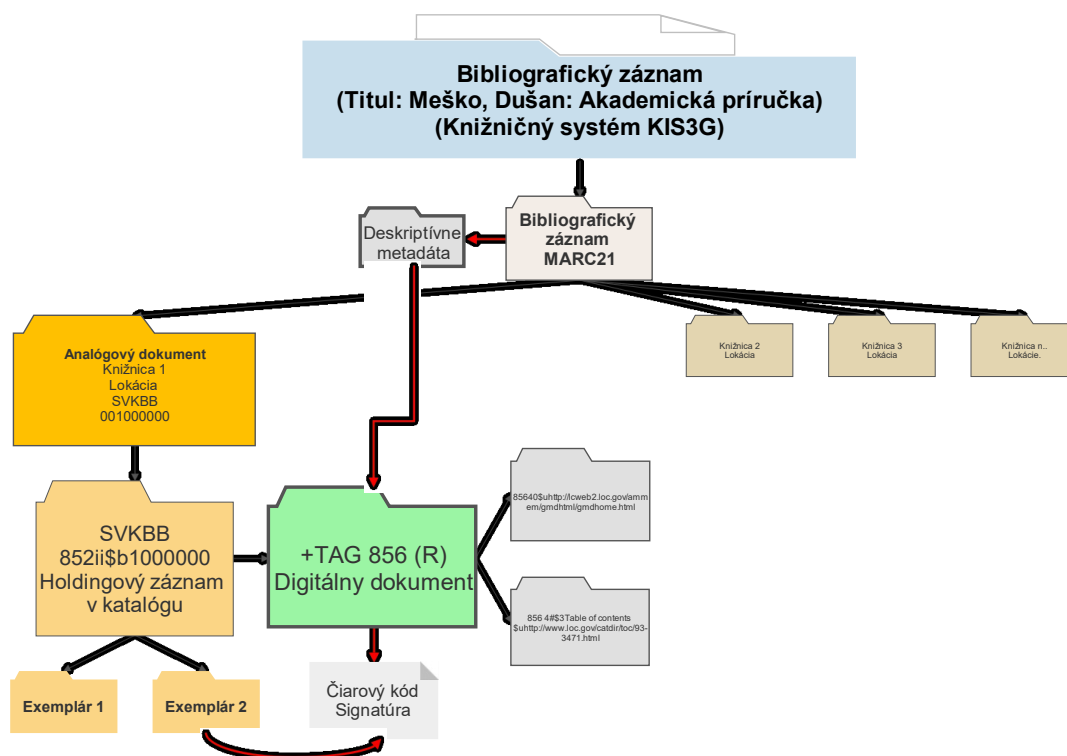 Bibliografický záznam
(Titul: Meško, Dušan: Akademická príručka)
(Knižničný systém KIS3G)
Deskriptívne
metadáta
Bibliografický
záznam
MARC21
Analógový dokument
Knižnica 1
Lokácia
SVKBB
001000000
Knižnica 2
Lokácia
Knižnica 3
Lokácia
Knižnica n..
Lokácie.
SVKBB
852ii$b1000000
Holdingový záznam
v katalógu
+TAG 856 (R)
Digitálny dokument
85640$uhttp://lcweb2.loc.gov/amm
em/gmdhtml/gmdhome.html
856 4#$3Table of contents
$uhttp://www.loc.gov/catdir/toc/93-
3471.html
Exemplár 1
Exemplár 2
Čiarový kód
Signatúra